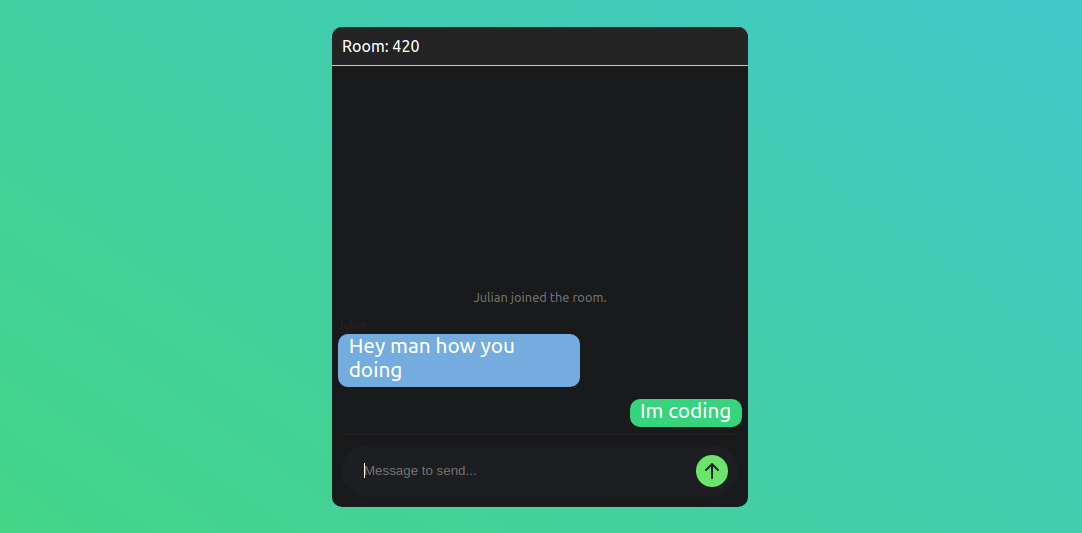 Room: 420
Julian joined the room.
Julian
Hey man how you
doing
Im coding
Message to send...